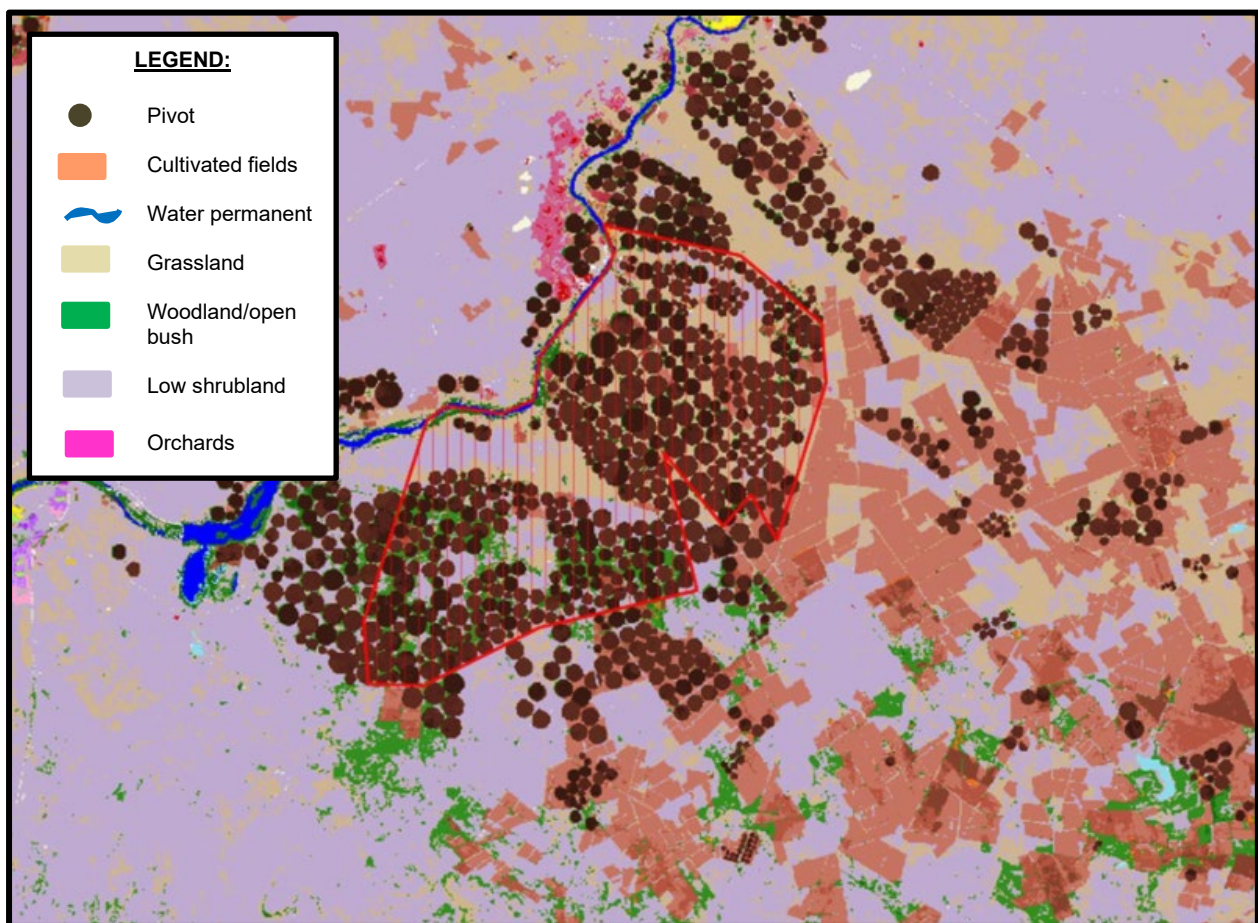 LEGEND:
Pivot
Cultivated fields
Water permanent
Grassland
Woodland/open
bush
Low shrubland
Orchards